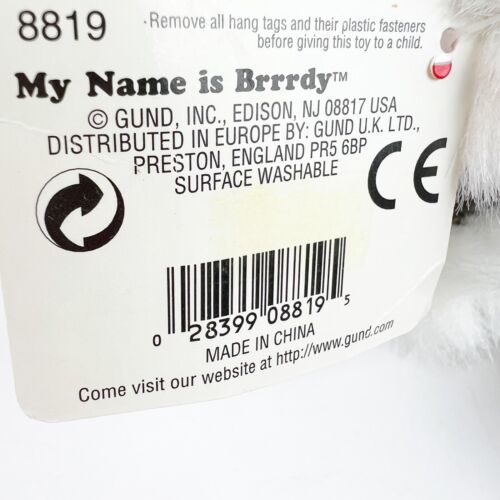 8819
·Remove all hang tags and their plastic fasteners
before giving this toy to a child.
My Name is Brrrdy™
© GUND, INC., EDISON, NJ 08817 USA
DISTRIBUTED IN EUROPE BY: GUND U.K. LTD.,
PRESTON, ENGLAND PR5 6BP
SURFACE WASHABLE
CE
0 28399 08819 5
MADE IN CHINA
Come visit our website at http://www.gund.com